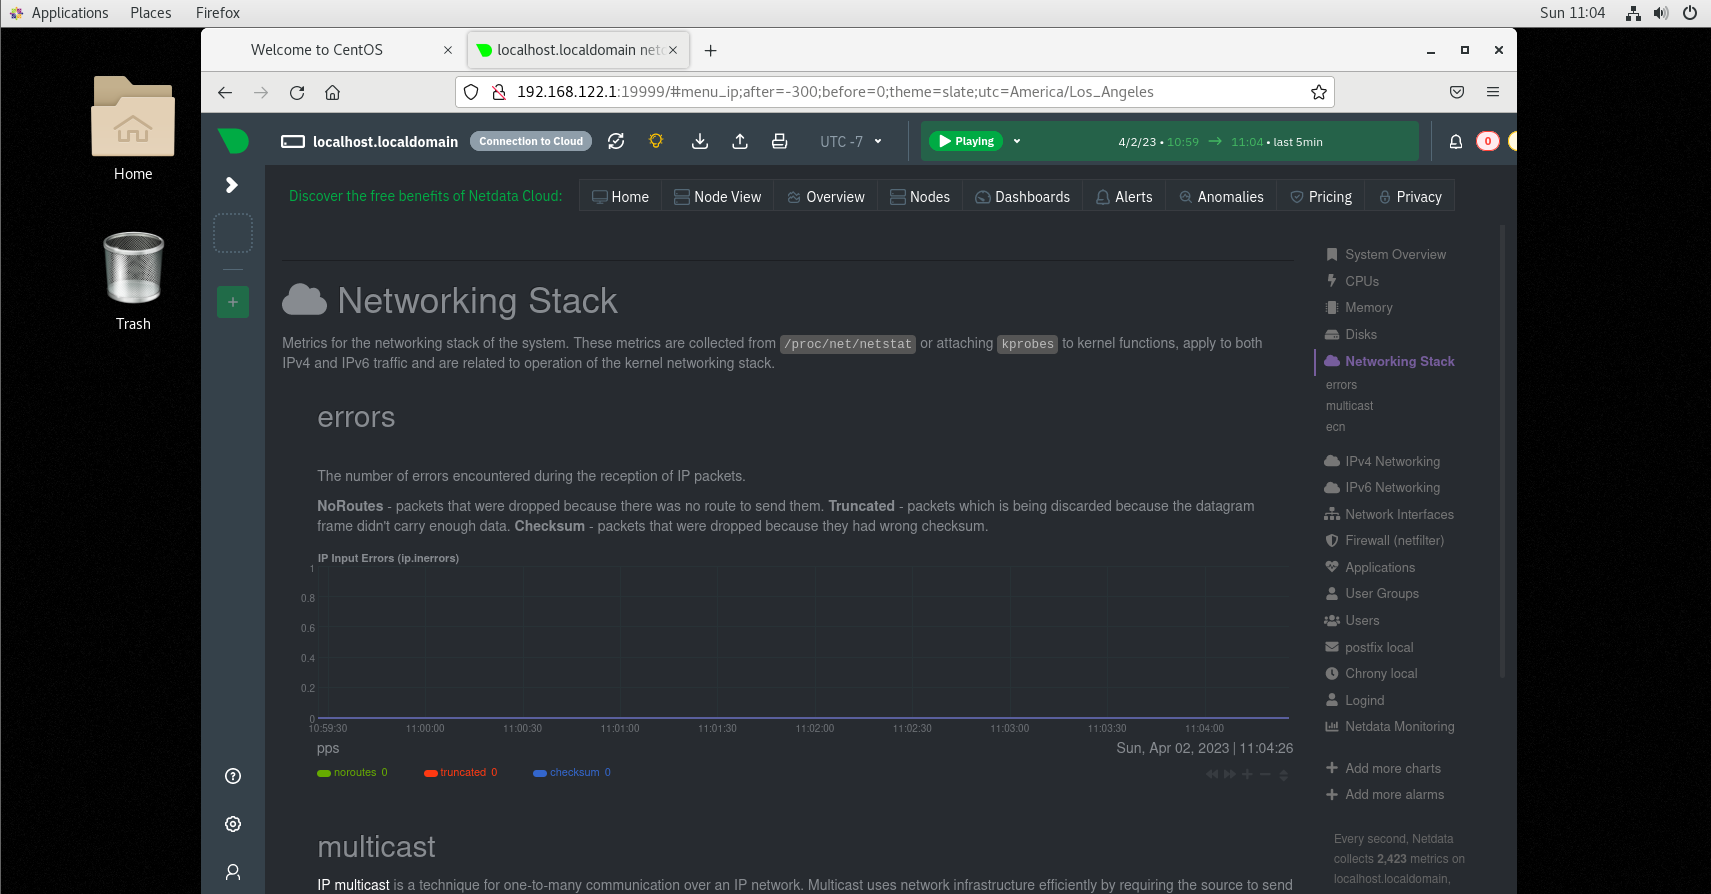 Applications Places Firefox Sun 11:04
Welcome to CentOS
localhost.localdomain netd
192.168.122.1:19999/#menu_ip;after=-300;before=0;theme=slate;utc=America/Los_Angeles
Home
Trash
localhost.localdomain Connection to Cloud UTC -7 Playing 4/2/23 • 10:59 → 11:04 • last 5min 0
Discover the free benefits of Netdata Cloud: Home Node View Overview Nodes Dashboards Alerts Anomalies Pricing Privacy
Networking Stack
Metrics for the networking stack of the system. These metrics are collected from /proc/net/netstat or attaching kprobes to kernel functions, apply to both
IPv4 and IPv6 traffic and are related to operation of the kernel networking stack.
errors
The number of errors encountered during the reception of IP packets.
NoRoutes - packets that were dropped because there was no route to send them. Truncated - packets which is being discarded because the datagram
frame didn't carry enough data. Checksum - packets that were dropped because they had wrong checksum.
IP Input Errors (ip.inerrors)
1
0.8
0.6
0.4
0.2
0
10:59:30 11:00:00 11:00:30 11:01:00 11:01:30 11:02:00 11:02:30 11:03:00 11:03:30 11:04:00
pps Sun, Apr 02, 2023 | 11:04:26
noroutes 0 truncated 0 checksum 0
multicast
IP multicast is a technique for one-to-many communication over an IP network. Multicast uses network infrastructure efficiently by requiring the source to send
System Overview
CPUs
Memory
Disks
Networking Stack
errors
multicast
ecn
IPv4 Networking
IPv6 Networking
Network Interfaces
Firewall (netfilter)
Applications
User Groups
Users
postfix local
Chrony local
Logind
Netdata Monitoring
Add more charts
Add more alarms
Every second, Netdata
collects 2,423 metrics on
localhost.localdomain,